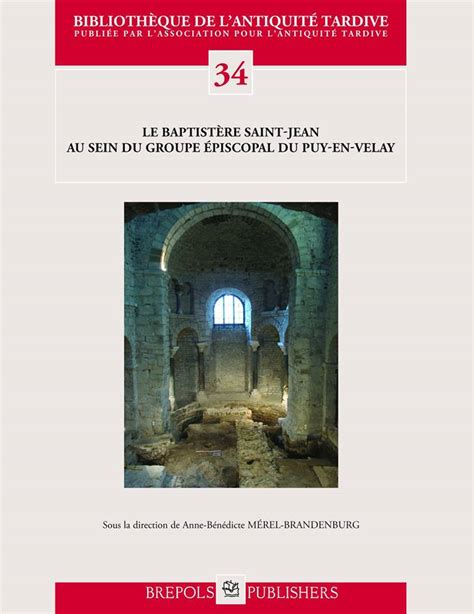 BIBLIOTHÈQUE DE L'ANTIQUITÉ TARDIVE
PUBLIÉE PAR L'ASSOCIATION POUR L'ANTIQUITÉ TARDIVE
34
LE BAPTISTÈRE SAINT-JEAN
AU SEIN DU GROUPE ÉPISCOPAL DU PUY-EN-VELAY
Sous la direction de Anne-Bénédicte MÉREL-BRANDENBURG
BREPOLS PUBLISHERS